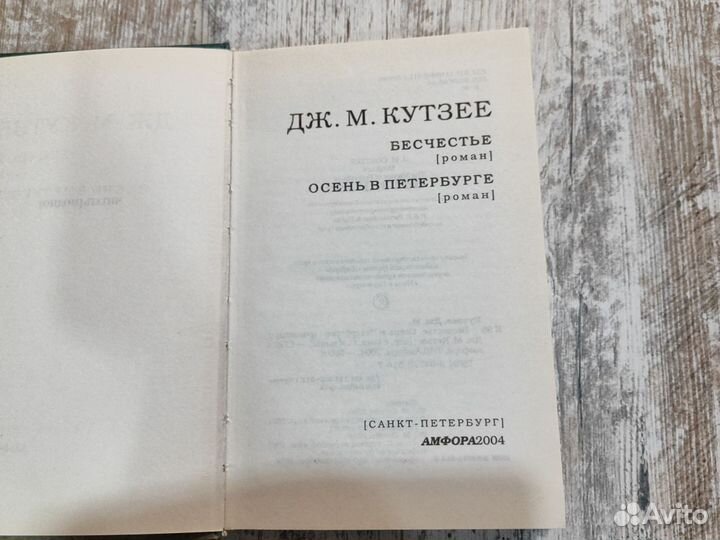 ДЖ. М. КУТЗЕЕ
БЕСЧЕСТЬЕ
[роман]
ОСЕНЬ В ПЕТЕРБУРГЕ
[роман]
[САНКТ-ПЕТЕРБУРГ]
АМФОРА2004
Avito